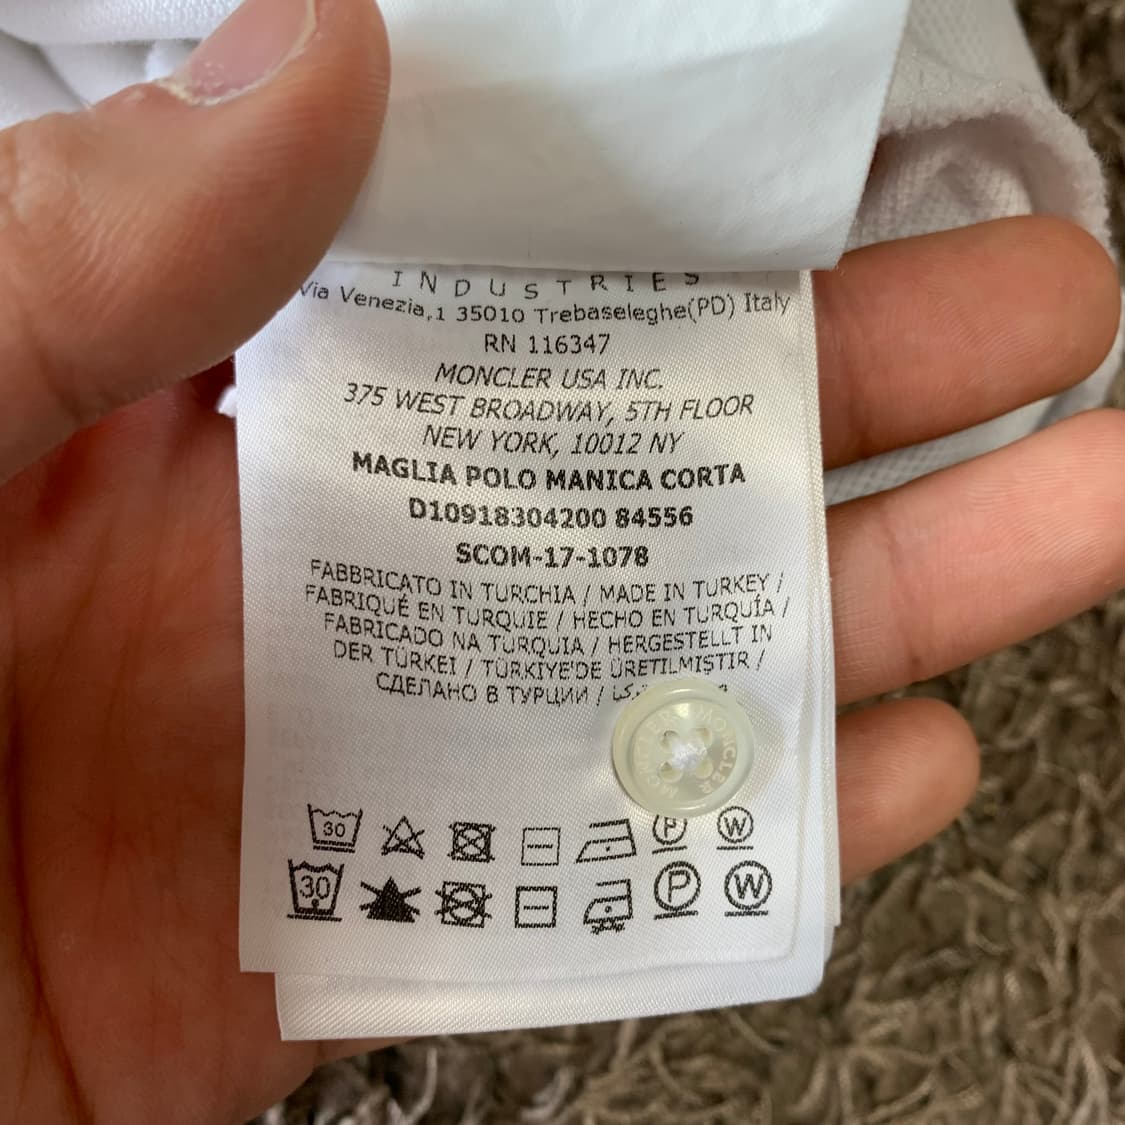 INDUSTRIES
Via Venezia,1 35010 Trebaseleghe(PD) Italy
RN 116347
MONCLER USA INC.
375 WEST BROADWAY, 5TH FLOOR
NEW YORK, 10012 NY
MAGLIA POLO MANICA CORTA
D10918304200 84556
SCOM-17-1078
FABBRICATO IN TURCHIA / MADE IN TURKEY /
FABRIQUÉ EN TURQUIE / HECHO EN TURQUÍA /
FABRICADO NA TURQUIA / HERGESTELLT IN
DER TÜRKEI / TÜRKIYE'DE ÜRETILMIŞTIR /
СДЕЛАНО В ТУРЦИИ /
MONCLER MONCLER
30 P W
30 P W